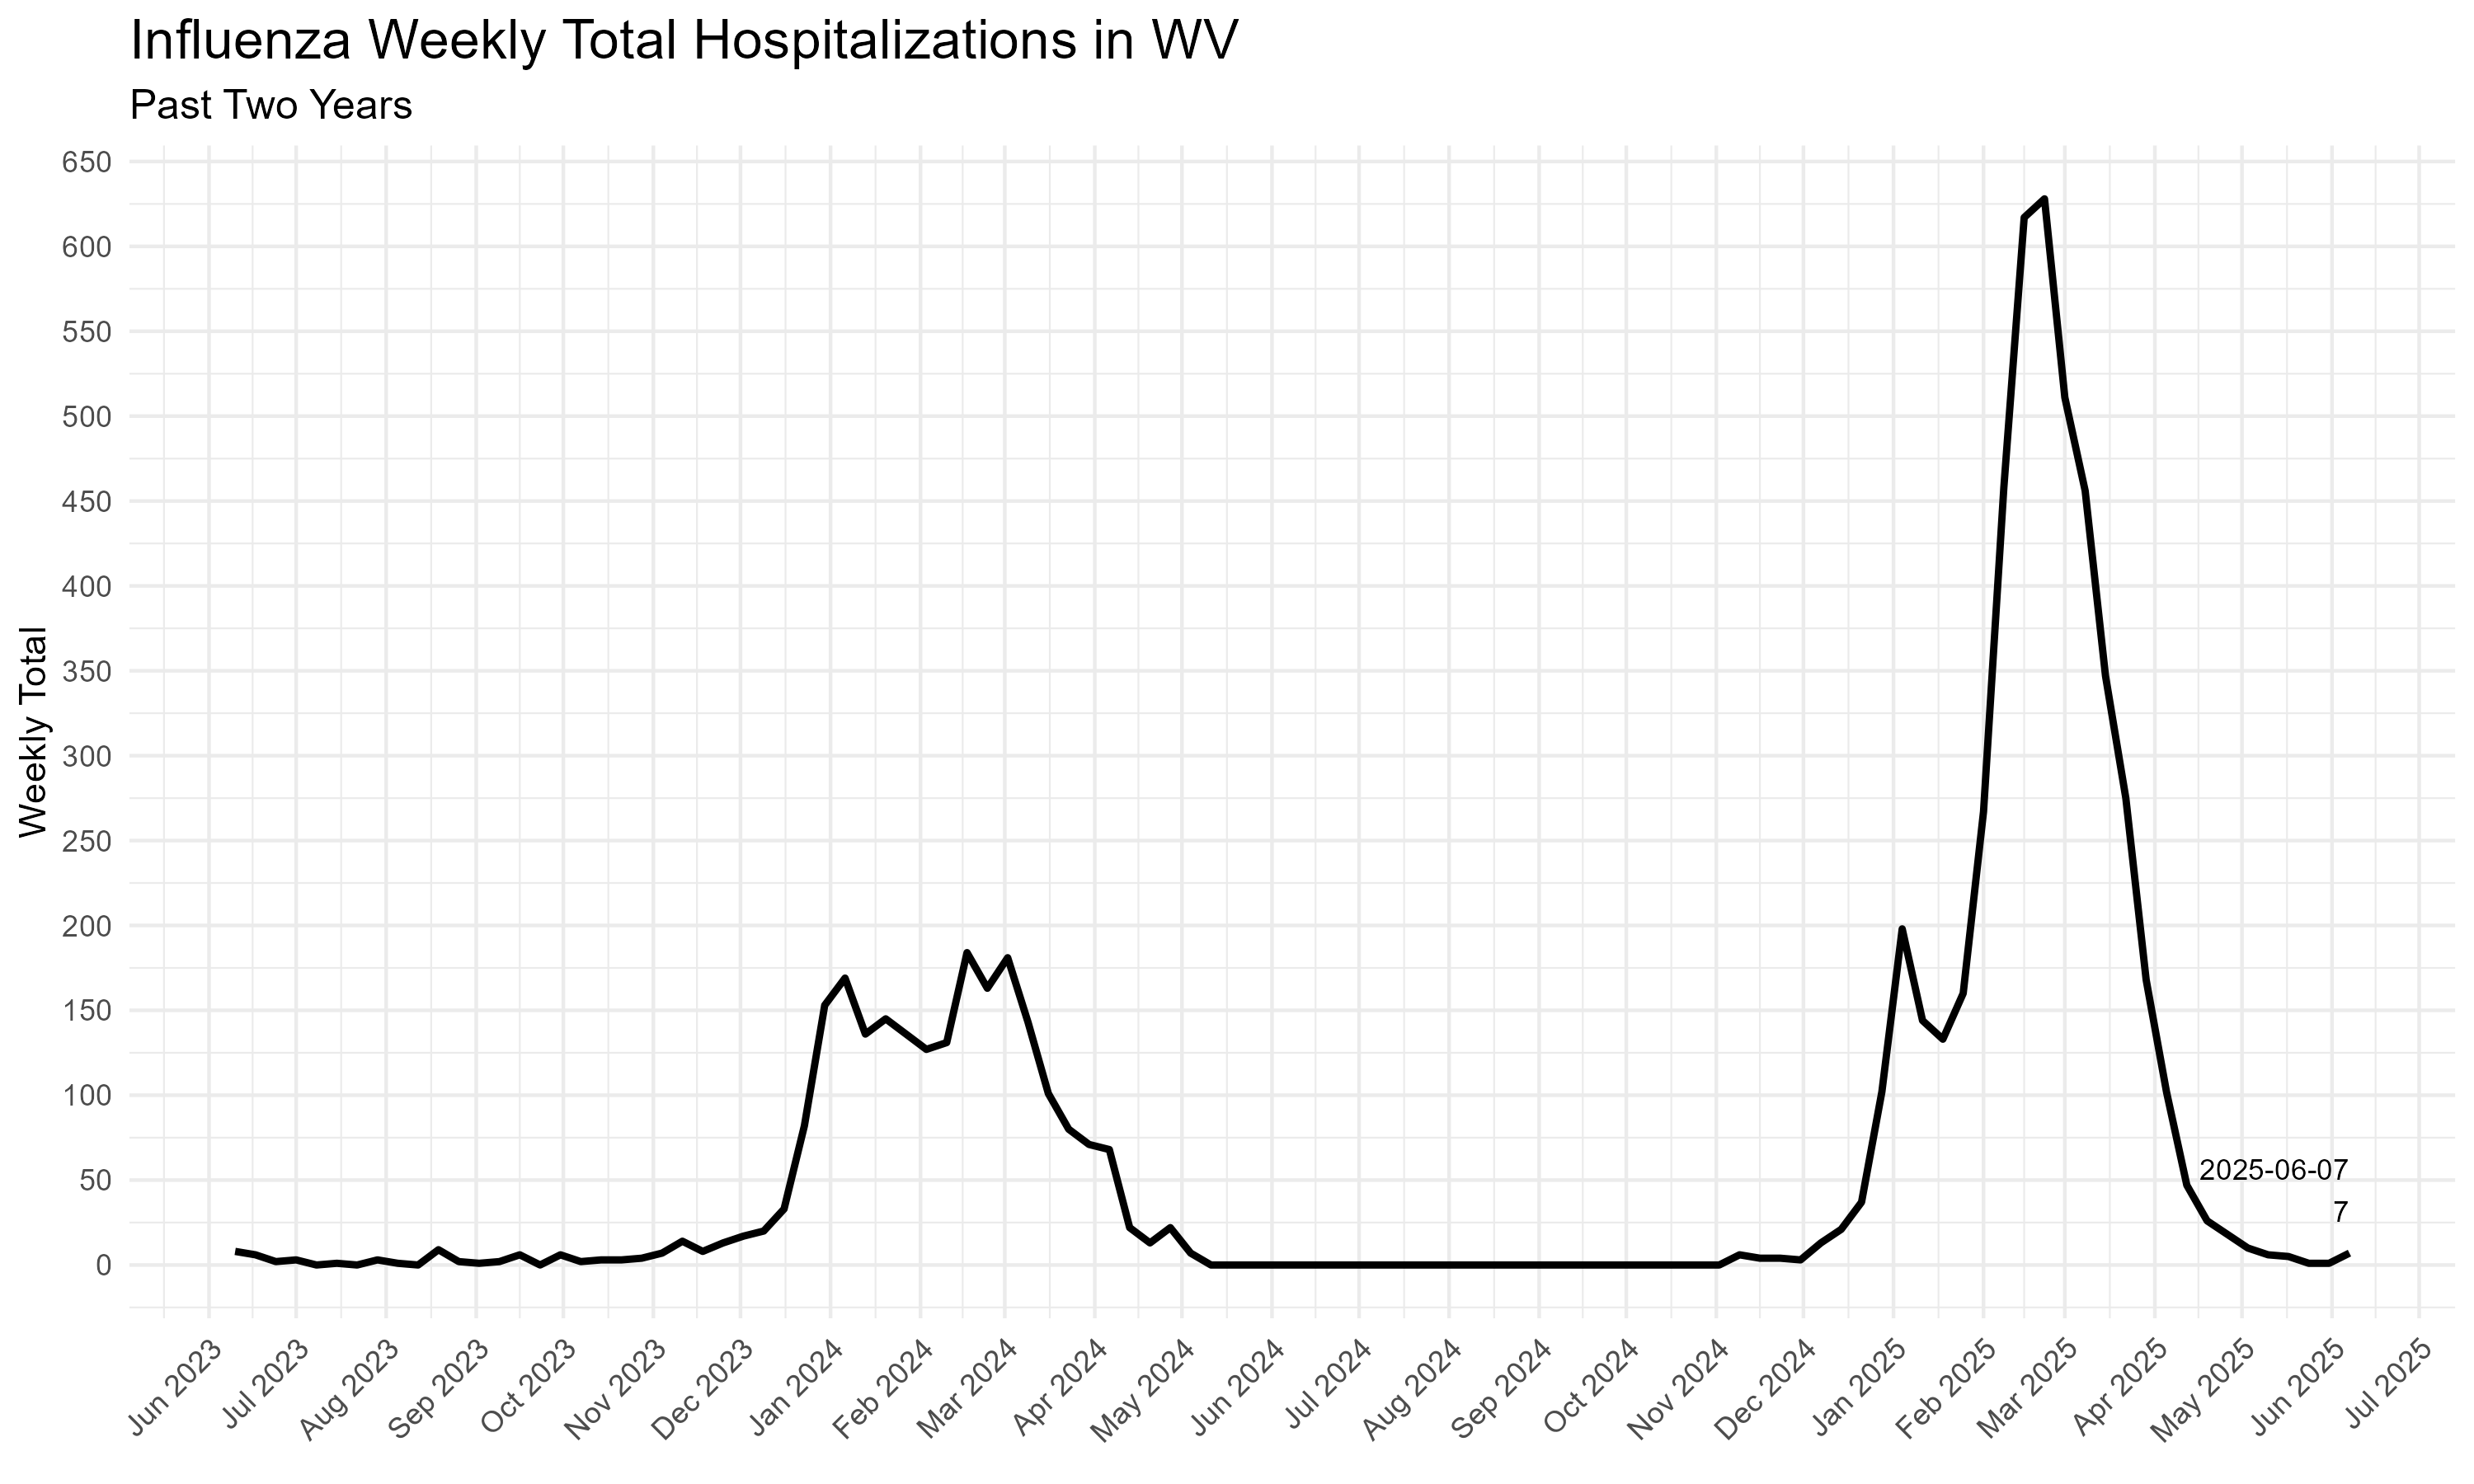 Influenza Weekly Total Hospitalizations in WV
Past Two Years
Weekly Total
650
600
550
500
450
400
350
300
250
200
150
100
50
0
2025-06-07
7
Jun 2023
Jul 2023
Aug 2023
Sep 2023
Oct 2023
Nov 2023
Dec 2023
Jan 2024
Feb 2024
Mar 2024
Apr 2024
May 2024
Jun 2024
Jul 2024
Aug 2024
Sep 2024
Oct 2024
Nov 2024
Dec 2024
Jan 2025
Feb 2025
Mar 2025
Apr 2025
May 2025
Jun 2025
Jul 2025